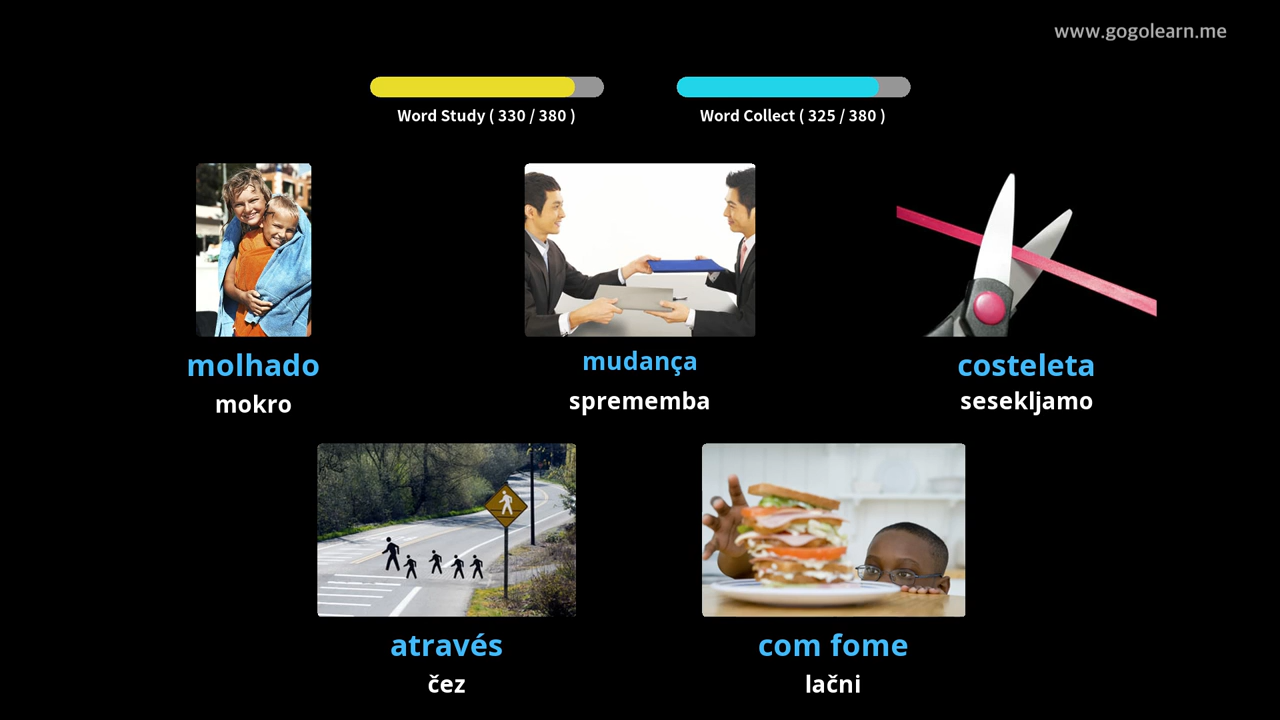 www.gogolearn.me
Word Study ( 330 / 380 )
Word Collect ( 325 / 380 )
molhado
mokro
mudança
sprememba
costeleta
sesekljamo
através
čez
com fome
lačni